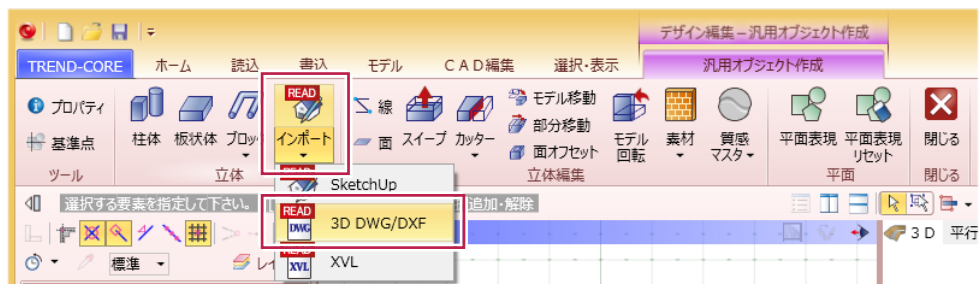 デザイン編集 – 汎用オブジェクト作成
TREND-CORE ホーム 読込 書込 モデル CAD編集 選択・表示 汎用オブジェクト作成
プロパティ
基準点
ツール
柱体 板状体 ブロッ
READ
インポート
立体
線
面
スイープ カッター
モデル移動
部分移動
面オフセット
モデル
回転
立体編集
素材
質感
マスタ
平面表現 平面表現
リセット
平面
閉じる
閉じる
SketchUp
READ
DWG
3D DWG/DXF
XVL
XVL
選択する要素を指定して下さい。
追加・解除
標準
レイ
3D 平行